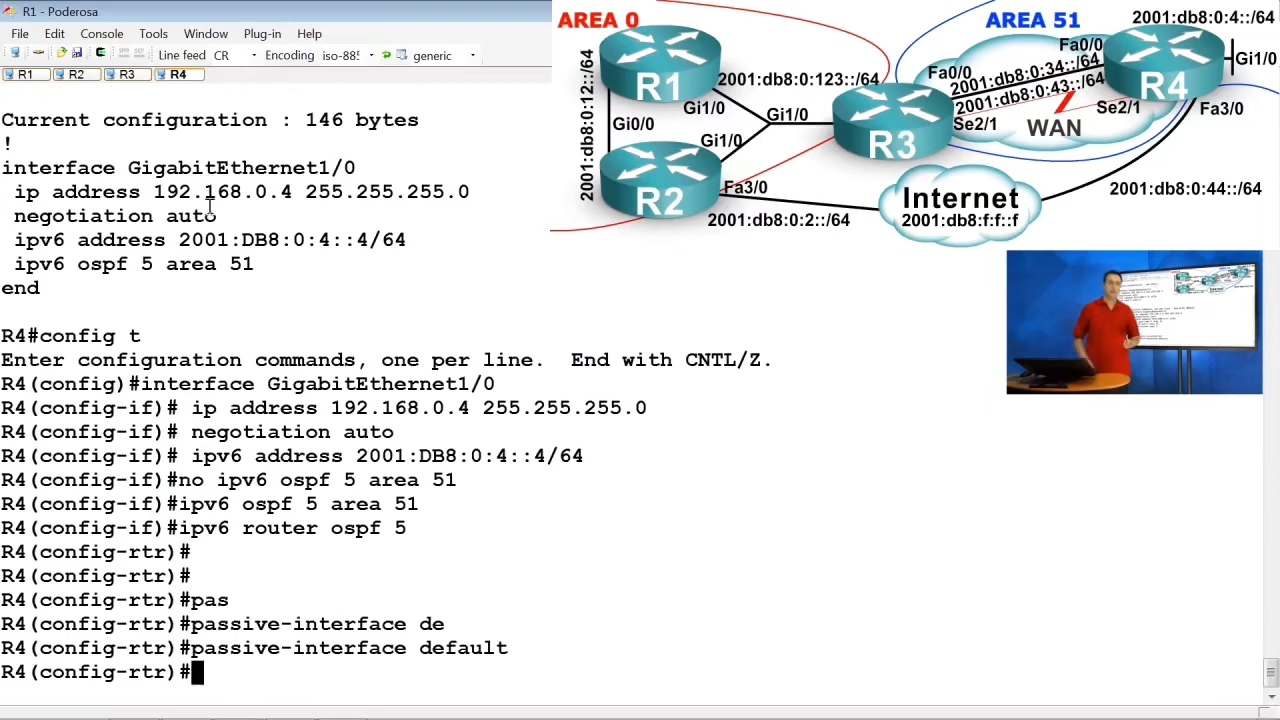 R1 - Poderosa
File Edit Console Tools Window Plug-in Help
Line feed CR Encoding iso-88: generic
R1 R2 R3 R4
Current configuration : 146 bytes
!
interface GigabitEthernet1/0
ip address 192.168.0.4 255.255.255.0
negotiation auto
ipv6 address 2001:DB8:0:4::4/64
ipv6 ospf 5 area 51
end
R4#config t
Enter configuration commands, one per line. End with CNTL/Z.
R4(config)#interface GigabitEthernet1/0
R4(config-if)# ip address 192.168.0.4 255.255.255.0
R4(config-if)# negotiation auto
R4(config-if)# ipv6 address 2001:DB8:0:4::4/64
R4(config-if)#no ipv6 ospf 5 area 51
R4(config-if)#ipv6 ospf 5 area 51
R4(config-if)#ipv6 router ospf 5
R4(config-rtr)#
R4(config-rtr)#
R4(config-rtr)#pas
R4(config-rtr)#passive-interface de
R4(config-rtr)#passive-interface default
R4(config-rtr)#
AREA 0
AREA 51
2001:db8:0:4::/64
R1
2001:db8:0:12::/64
Gi0/0
Gi1/0
2001:db8:0:123::/64
Gi1/0
Gi1/0
R2
Fa3/0
2001:db8:0:2::/64
R3
Fa0/0
Se2/1
Fa0/0
2001:db8:0:34::/64
2001:db8:0:43::/64
Se2/1
WAN
R4
Gi1/0
Fa3/0
2001:db8:0:44::/64
Internet
2001:db8:f:f::f